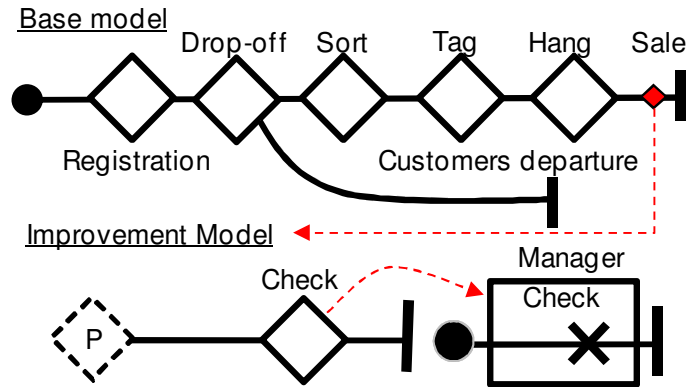 Base model
Drop-off Sort Tag Hang Sale
Registration Customers departure
Improvement Model
Manager
Check
Check
P